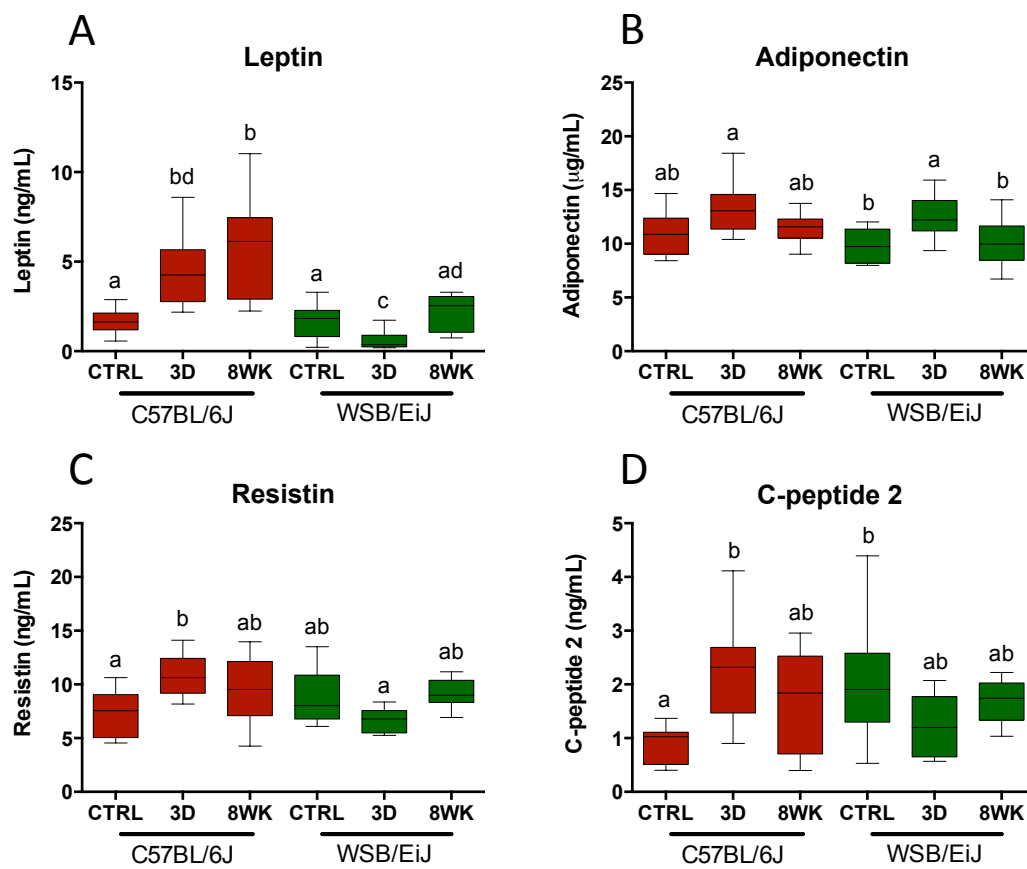 A
Leptin
Leptin (ng/mL)
15
10
5
0
a
bd
b
a
c
ad
CTRL 3D 8WK CTRL 3D 8WK
C57BL/6J WSB/EiJ
B
Adiponectin
Adiponectin (µg/mL)
25
20
15
10
5
0
ab
a
ab
b
a
b
CTRL 3D 8WK CTRL 3D 8WK
C57BL/6J WSB/EiJ
C
Resistin
Resistin (ng/mL)
25
20
15
10
5
0
a
b
ab
ab
a
ab
CTRL 3D 8WK CTRL 3D 8WK
C57BL/6J WSB/EiJ
D
C-peptide 2
C-peptide 2 (ng/mL)
5
4
3
2
1
0
a
b
ab
b
ab
ab
CTRL 3D 8WK CTRL 3D 8WK
C57BL/6J WSB/EiJ